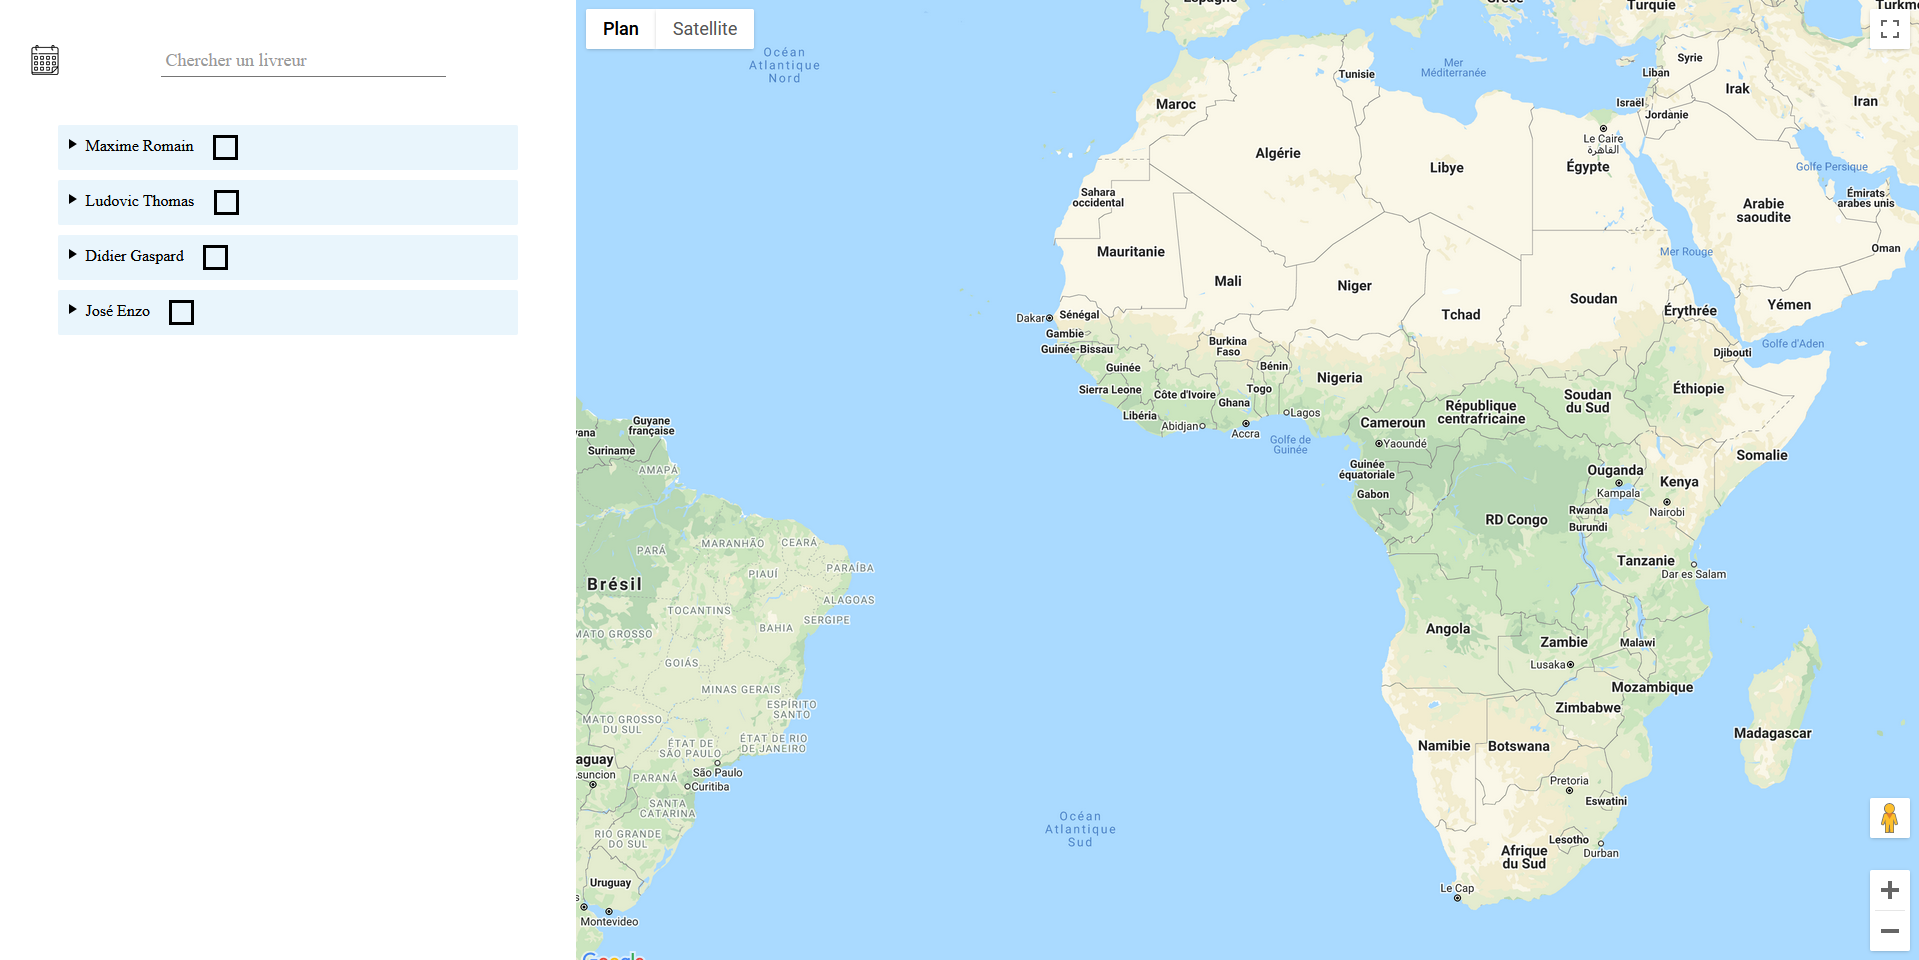 Chercher un livreur
Maxime Romain
Ludovic Thomas
Didier Gaspard
José Enzo
Plan
Satellite
Espagne
Grèce
Turquie
Océan
Atlantique
Nord
Mer
Méditerranée
Tunisie
Syrie
Liban
Irak
Iran
Israël
Jordanie
Maroc
Le Caire
القاهرة
Algérie
Libye
Égypte
Golfe Persique
Sahara
occidental
Émirats
arabes unis
Arabie
saoudite
Mauritanie
Mer Rouge
Oman
Mali
Niger
Soudan
Tchad
Érythrée
Yémen
Dakar
Sénégal
Gambie
Guinée-Bissau
Burkina
Faso
Djibouti
Golfe d'Aden
Guinée
Bénin
Nigeria
Sierra Leone
Côte d'Ivoire
Togo
Ghana
Éthiopie
Soudan
du Sud
République
centrafricaine
Libéria
Abidjan
Accra
Lagos
Cameroun
Yaoundé
Golfe de
Guinée
Somalie
Guinée
équatoriale
Gabon
Ouganda
Kampala
Kenya
Nairobi
Rwanda
Burundi
RD Congo
Tanzanie
Dar es Salam
Angola
Zambie
Malawi
Lusaka
Mozambique
Zimbabwe
Namibie
Botswana
Madagascar
Pretoria
Eswatini
Lesotho
Durban
Afrique
du Sud
Le Cap
Guyane
française
Suriname
AMAPÁ
PARÁ
MARANHÃO
CEARÁ
PIAUÍ
PARAÍBA
Brésil
ALAGOAS
TOCANTINS
SERGIPE
BAHIA
MATO GROSSO
GOIÁS
MINAS GERAIS
ESPÍRITO
SANTO
MATO GROSSO
DU SUL
ÉTAT DE
SÃO PAULO
ÉTAT DE RIO
DE JANEIRO
aguay
suncion
PARANÁ
São Paulo
Curitiba
SANTA
CATARINA
RIO GRANDE
DO SUL
Uruguay
Montevideo
Océan
Atlantique
Sud
Google